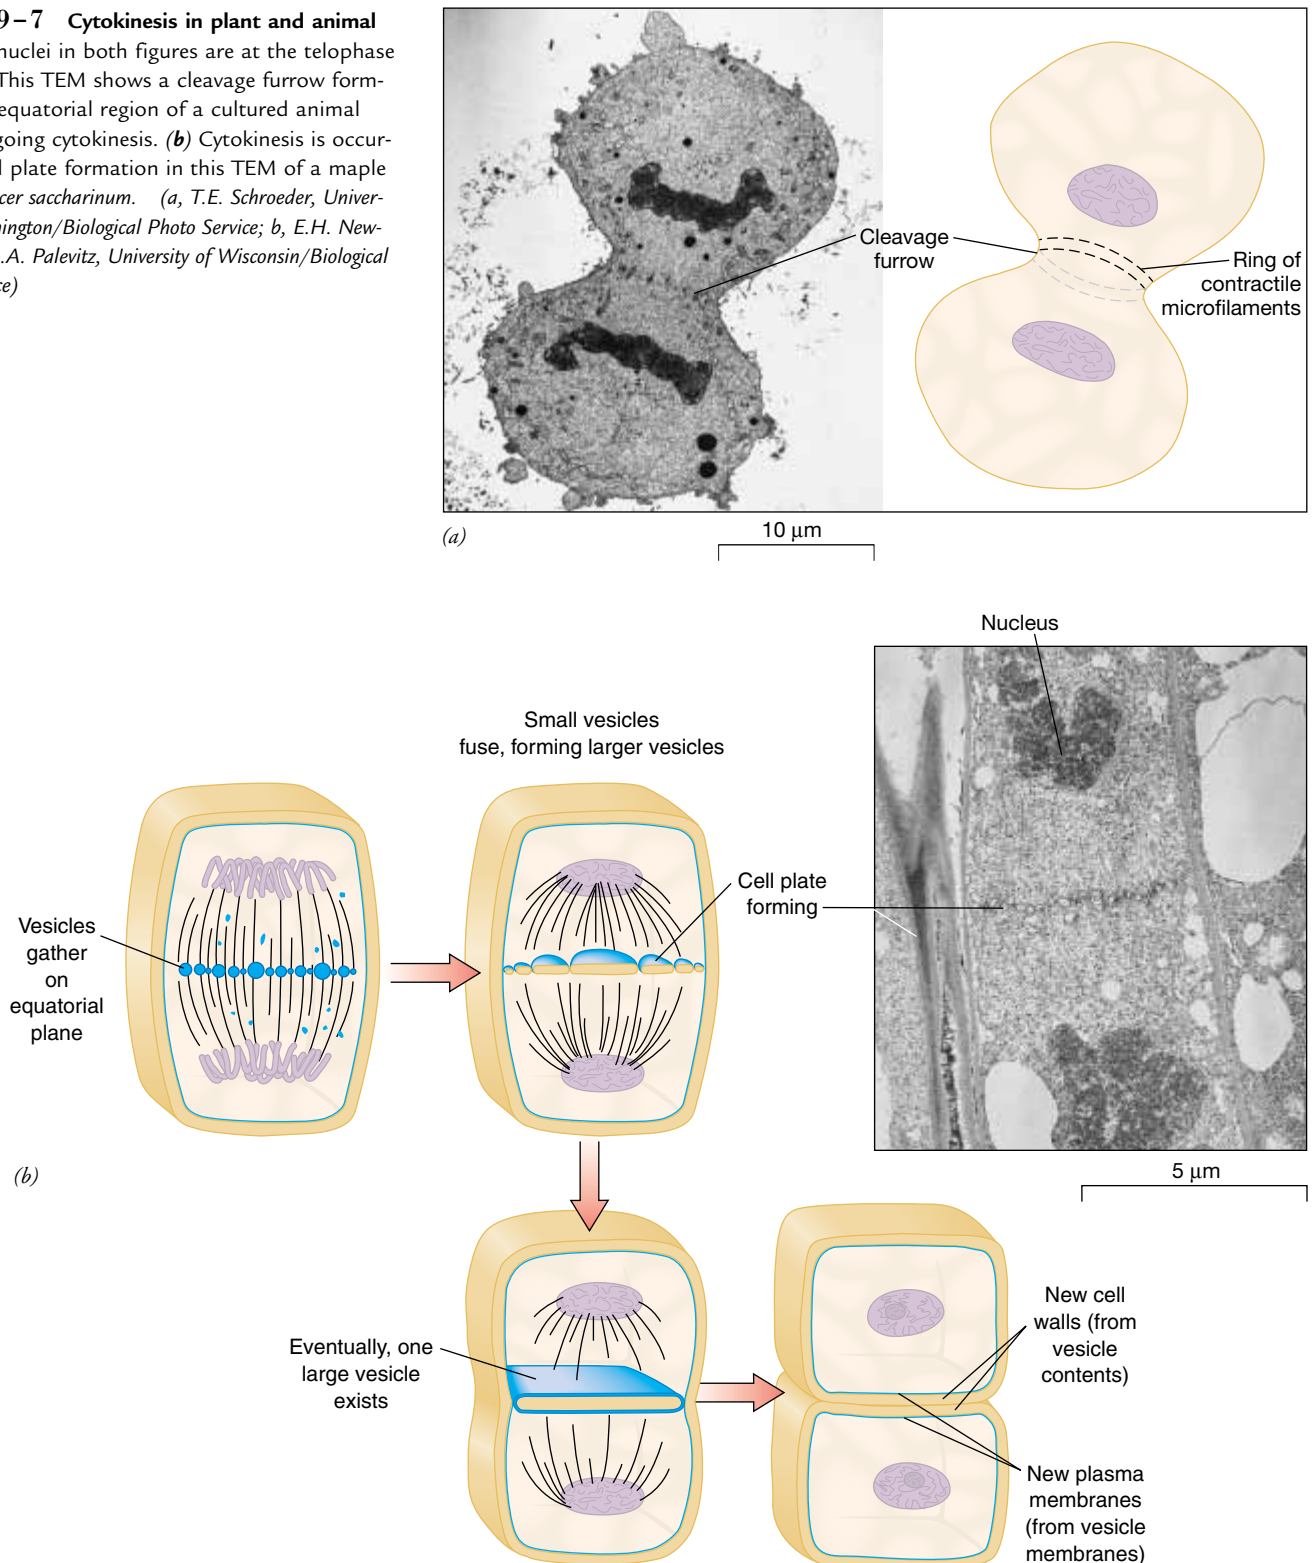 9–7 Cytokinesis in plant and animal
nuclei in both figures are at the telophase
This TEM shows a cleavage furrow form-
equatorial region of a cultured animal
going cytokinesis. (b) Cytokinesis is occur-
plate formation in this TEM of a maple
cer saccharinum. (a, T.E. Schroeder, Univer-
ington/Biological Photo Service; b, E.H. New-
.A. Palevitz, University of Wisconsin/Biological
ce)
Cleavage
furrow
Ring of
contractile
microfilaments
(a)
10 µm
Nucleus
Small vesicles
fuse, forming larger vesicles
Cell plate
forming
Vesicles
gather
on
equatorial
plane
(b)
5 µm
Eventually, one
large vesicle
exists
New cell
walls (from
vesicle
contents)
New plasma
membranes
(from vesicle
membranes)